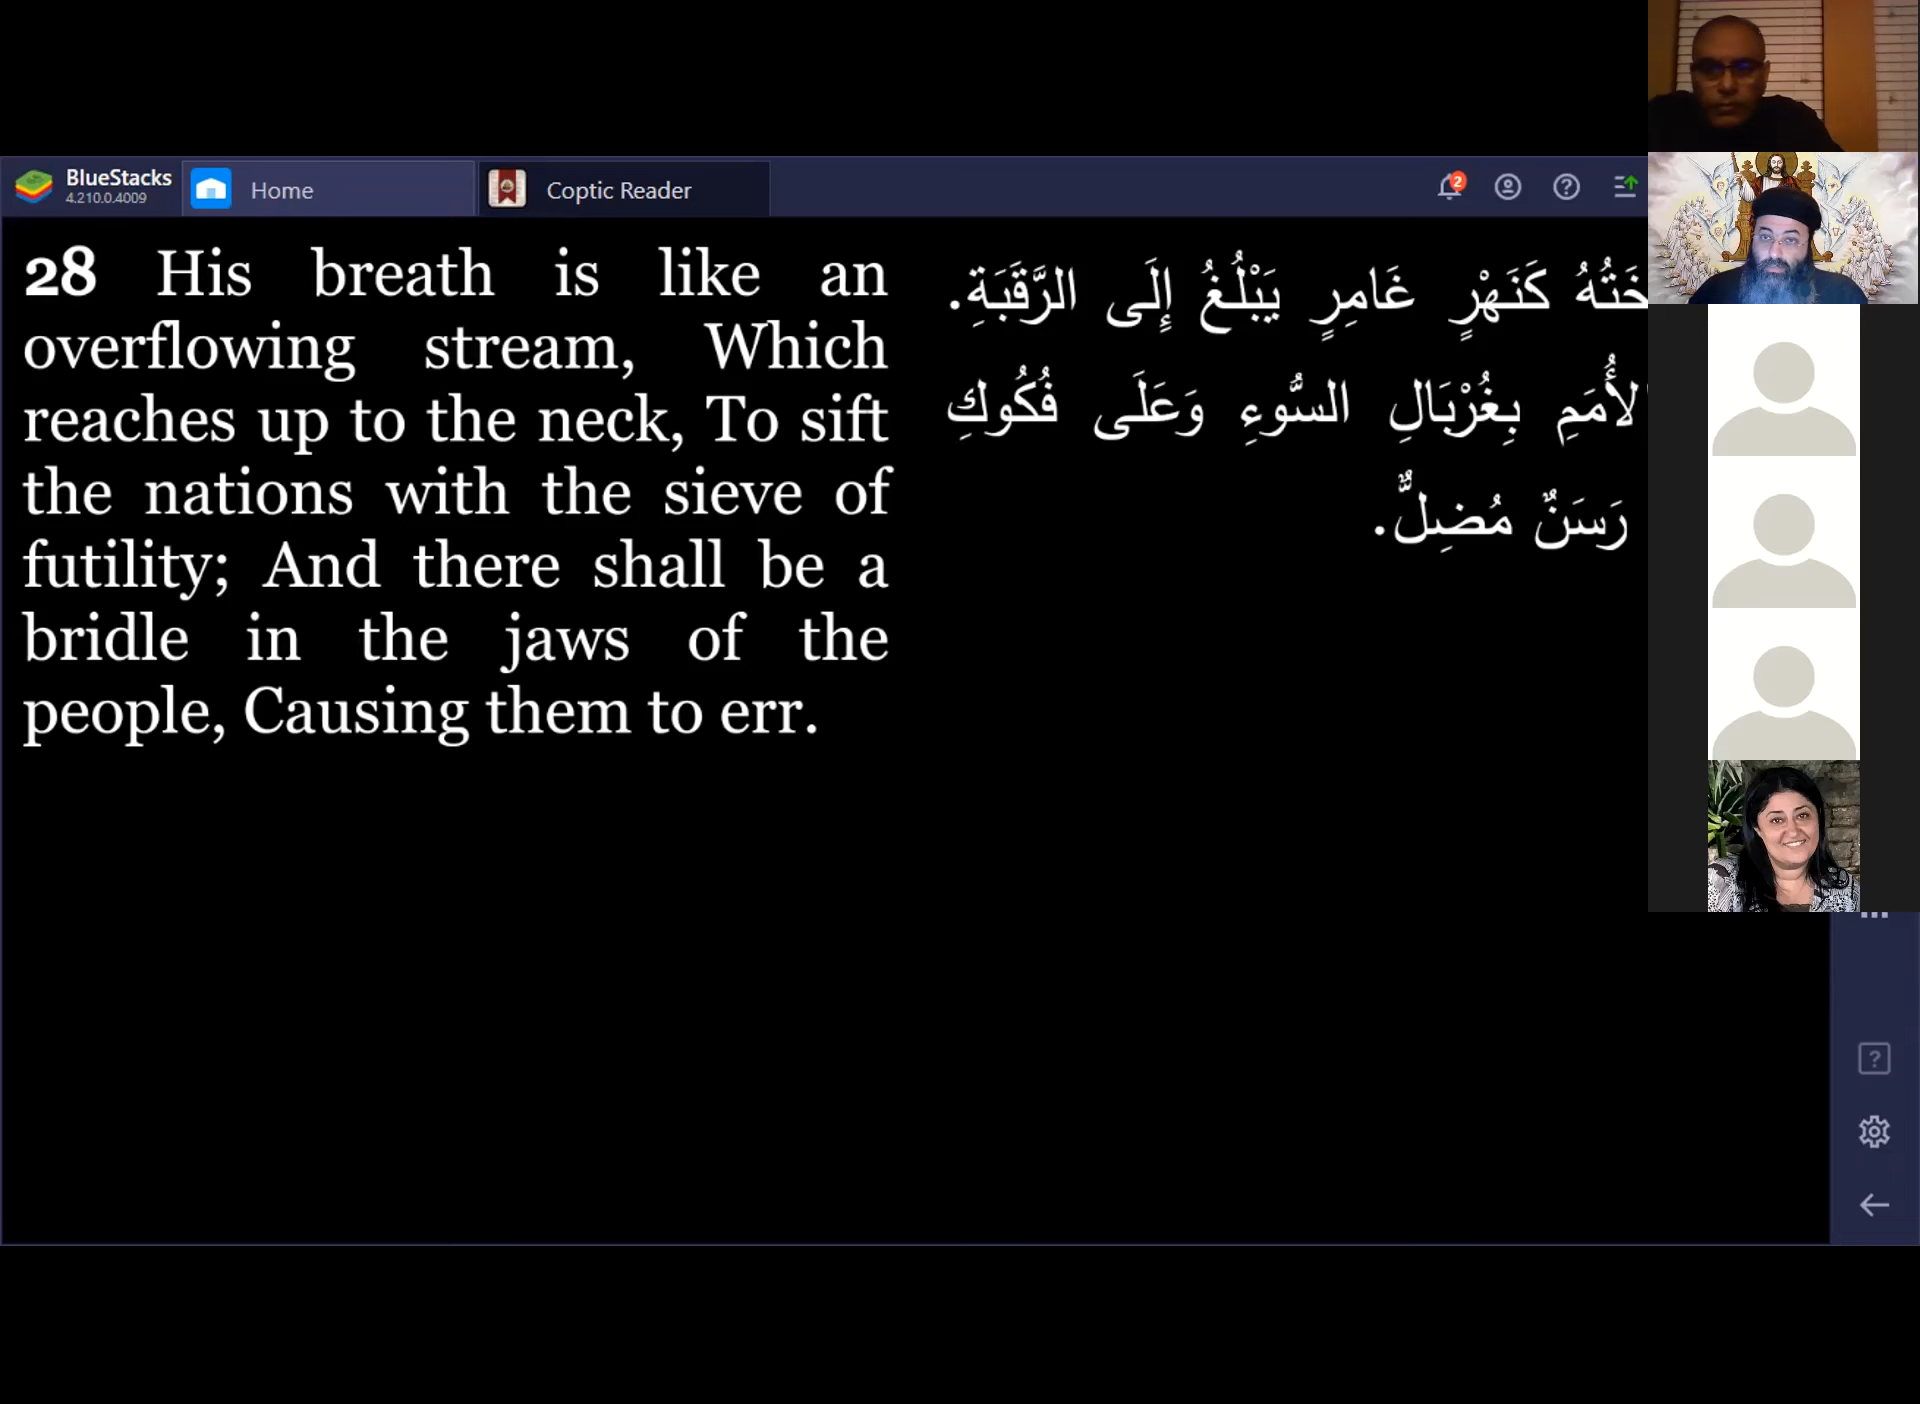 BlueStacks
4.210.0.4009
Home
Coptic Reader
2
28 His breath is like an
overflowing stream, Which
reaches up to the neck, To sift
the nations with the sieve of
futility; And there shall be a
bridle in the jaws of the
people, Causing them to err.
كَنَهْرٍ غَامِرٍ يَبْلُغُ إِلَى الرَّقَبَةِ.
بِغُرْبَالِ السُّوءِ وَعَلَى فُكُوكِ
رَسَنٌ مُضِلٌّ.